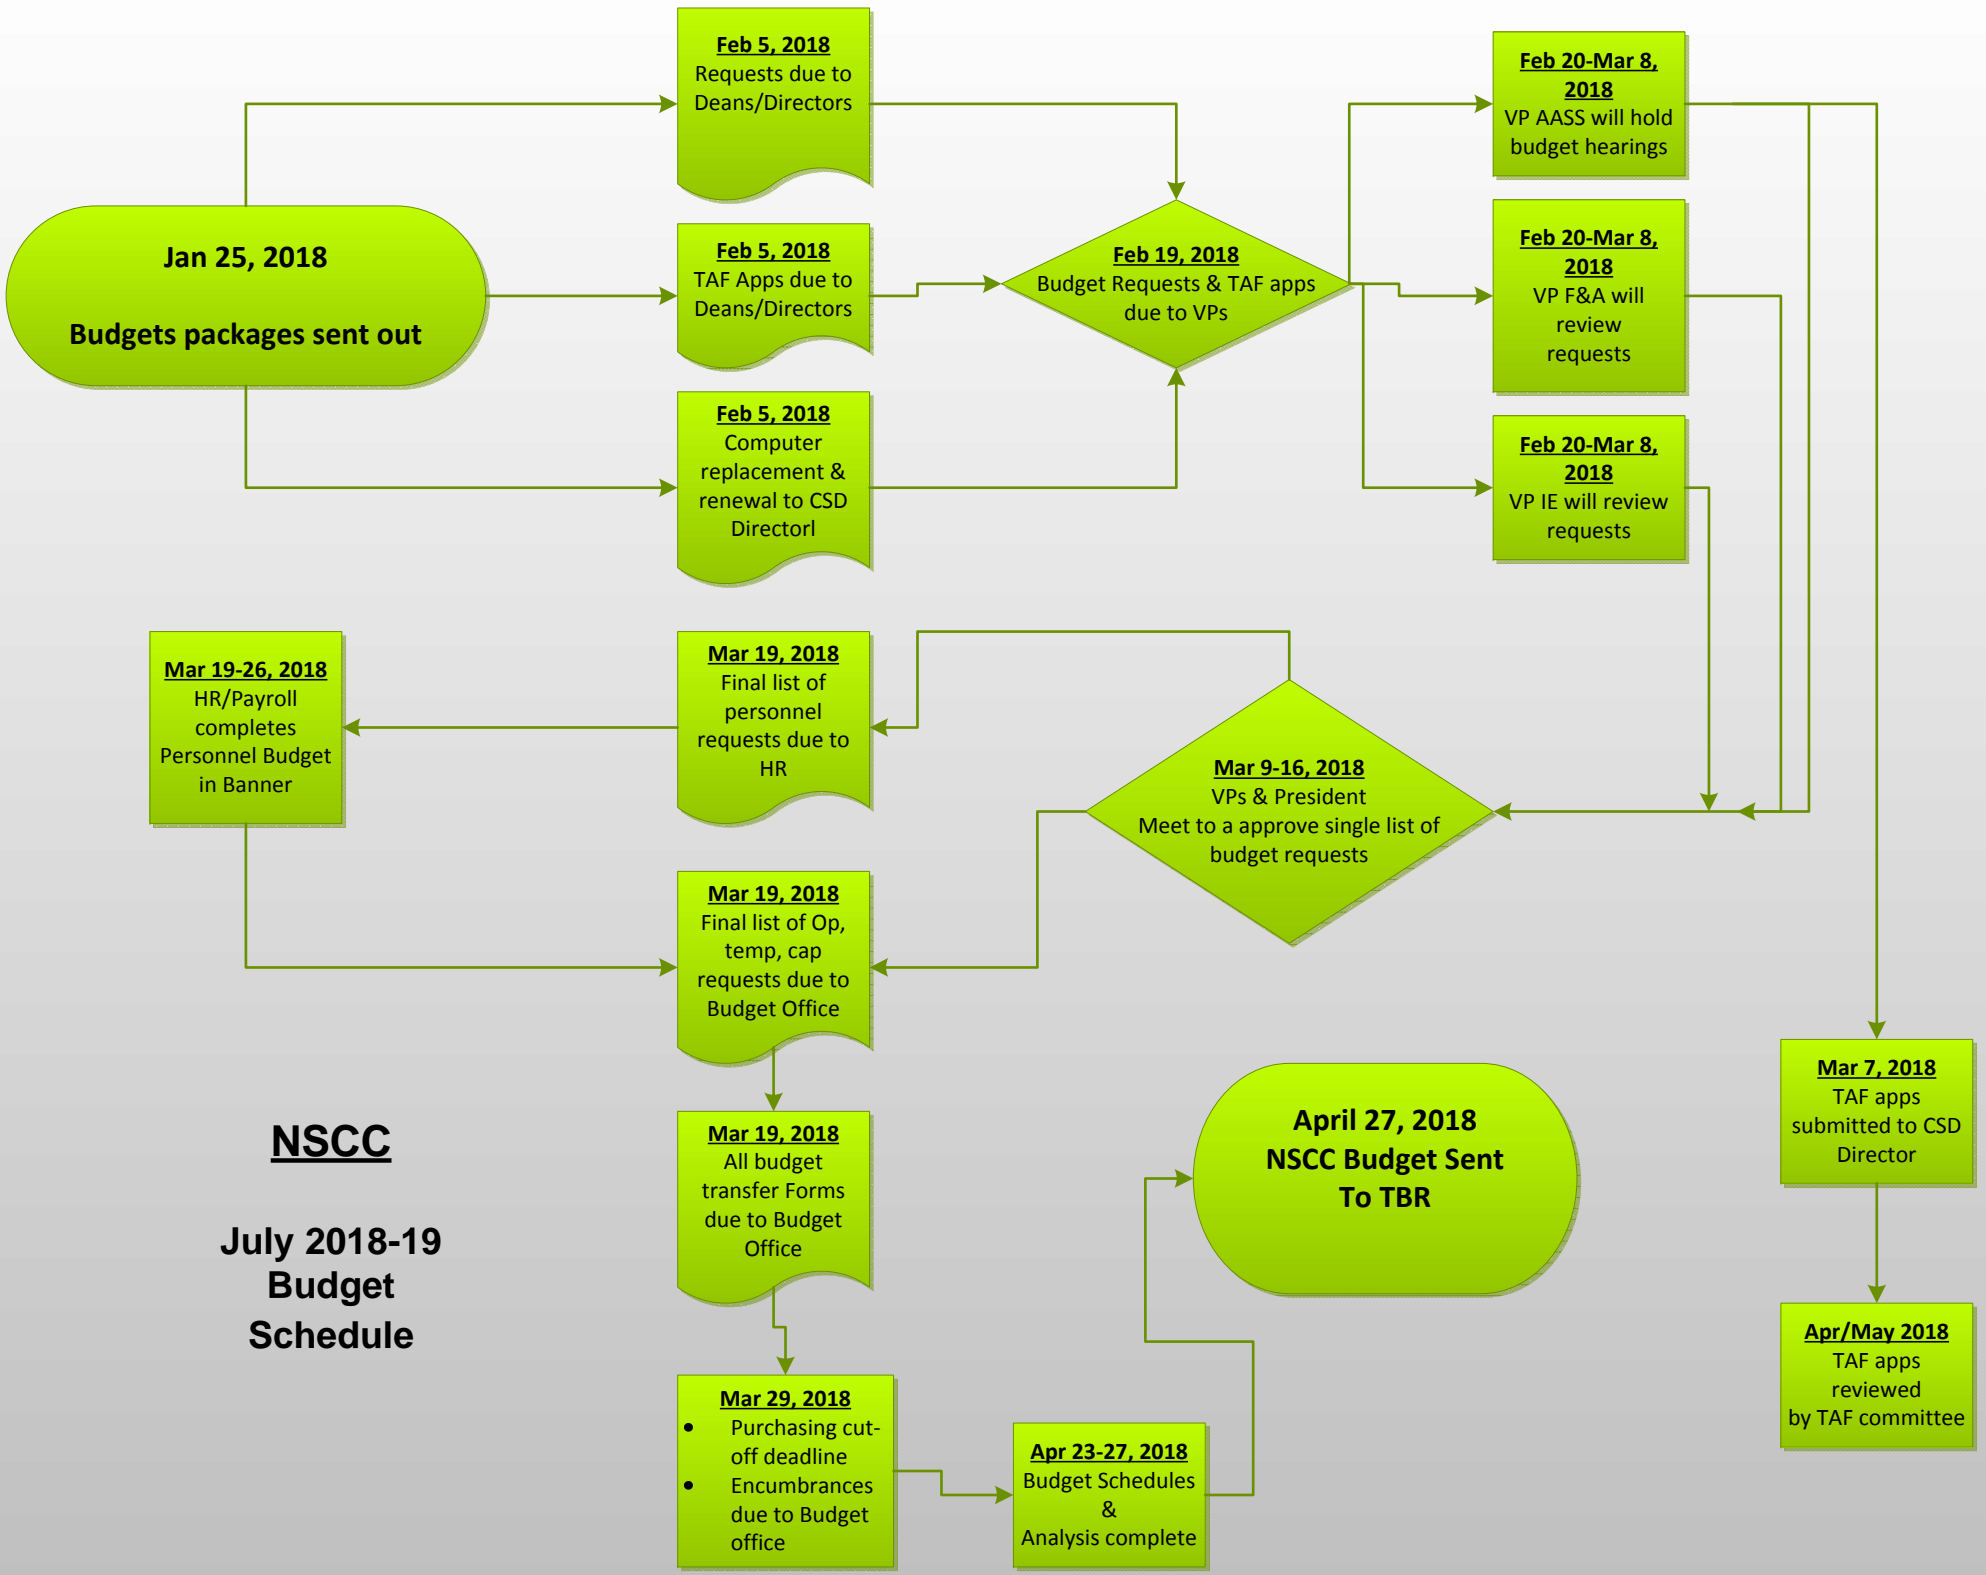 Feb 5, 2018
Requests due to
Deans/Directors
Feb 20-Mar 8,
2018
VP AASS will hold
budget hearings
Jan 25, 2018
Budgets packages sent out
Feb 5, 2018
TAF Apps due to
Deans/Directors
Feb 19, 2018
Budget Requests & TAF apps
due to VPs
Feb 20-Mar 8,
2018
VP F&A will
review
requests
Feb 5, 2018
Computer
replacement &
renewal to CSD
Directorl
Feb 20-Mar 8,
2018
VP IE will review
requests
Mar 19-26, 2018
HR/Payroll
completes
Personnel Budget
in Banner
Mar 19, 2018
Final list of
personnel
requests due to
HR
Mar 9-16, 2018
VPs & President
Meet to a approve single list of
budget requests
Mar 19, 2018
Final list of Op,
temp, cap
requests due to
Budget Office
Mar 7, 2018
TAF apps
submitted to CSD
Director
NSCC
July 2018-19
Budget
Schedule
Mar 19, 2018
All budget
transfer Forms
due to Budget
Office
April 27, 2018
NSCC Budget Sent
To TBR
Apr/May 2018
TAF apps
reviewed
by TAF committee
Mar 29, 2018
• Purchasing cut-
off deadline
• Encumbrances
due to Budget
office
Apr 23-27, 2018
Budget Schedules
&
Analysis complete